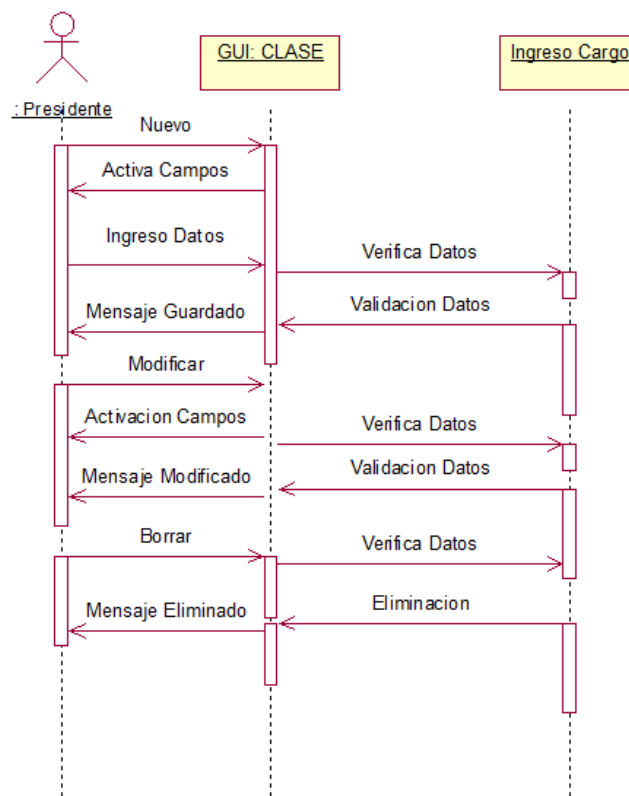 GUI: CLASE
Ingreso Cargo
: Presidente
Nuevo
Activa Campos
Ingreso Datos
Verifica Datos
Validacion Datos
Mensaje Guardado
Modificar
Activacion Campos
Verifica Datos
Validacion Datos
Mensaje Modificado
Borrar
Verifica Datos
Eliminacion
Mensaje Eliminado